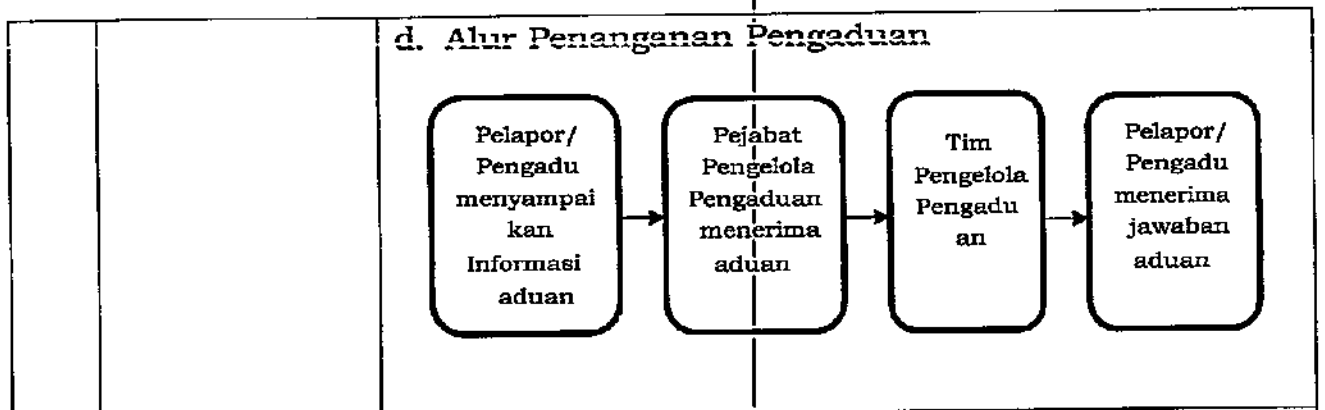 d. Alur Penanganan Pengaduan
Pelapor/
Pengadu
menyampai
kan
Informasi
aduan
Pejabat
Pengelola
Pengaduan
menerima
aduan
Tim
Pengelola
Pengadu
an
Pelapor/
Pengadu
menerima
jawaban
aduan